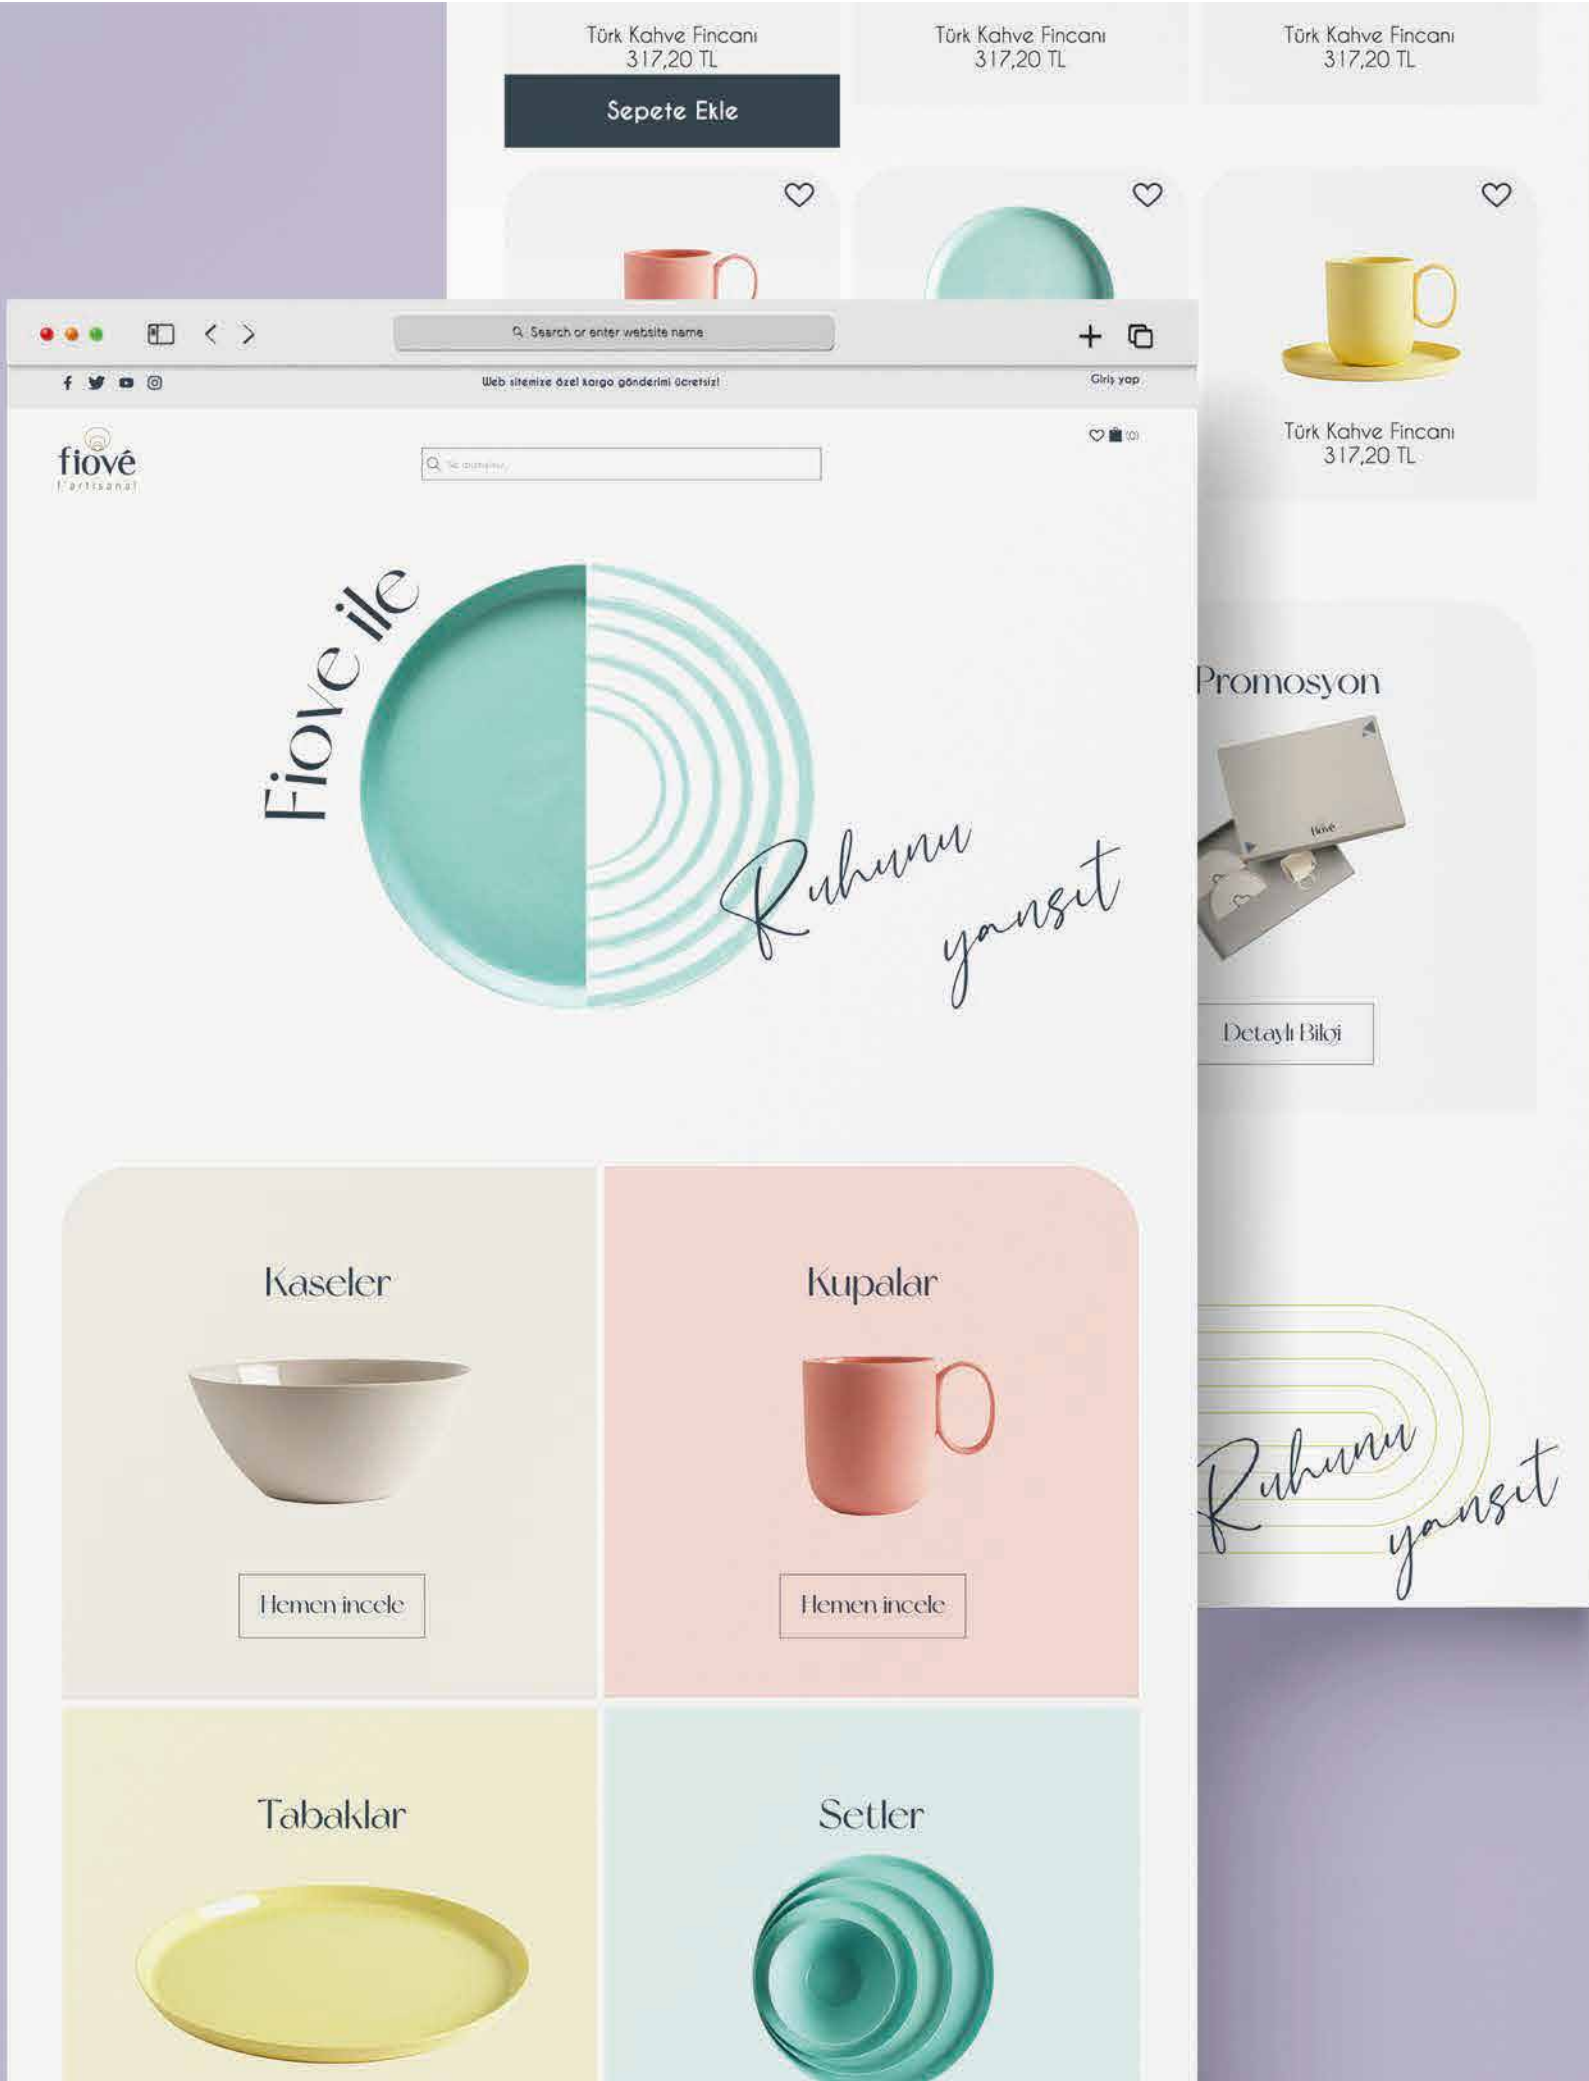 Türk Kahve Fincanı
317,20 TL
Türk Kahve Fincanı
317,20 TL
Türk Kahve Fincanı
317,20 TL
Sepete Ekle
Search or enter website name
Web sitemize özel kargo gönderimi ücretsiz!
Giriş yap
fiové
l'artisanal
(0)
Türk Kahve Fincanı
317,20 TL
Fiove ile
Ruhunu
yansıt
Promosyon
fiové
Detaylı Bilgi
Kaseler
Kupalar
Hemen incele
Hemen incele
Ruhunu
yansıt
Tabaklar
Setler